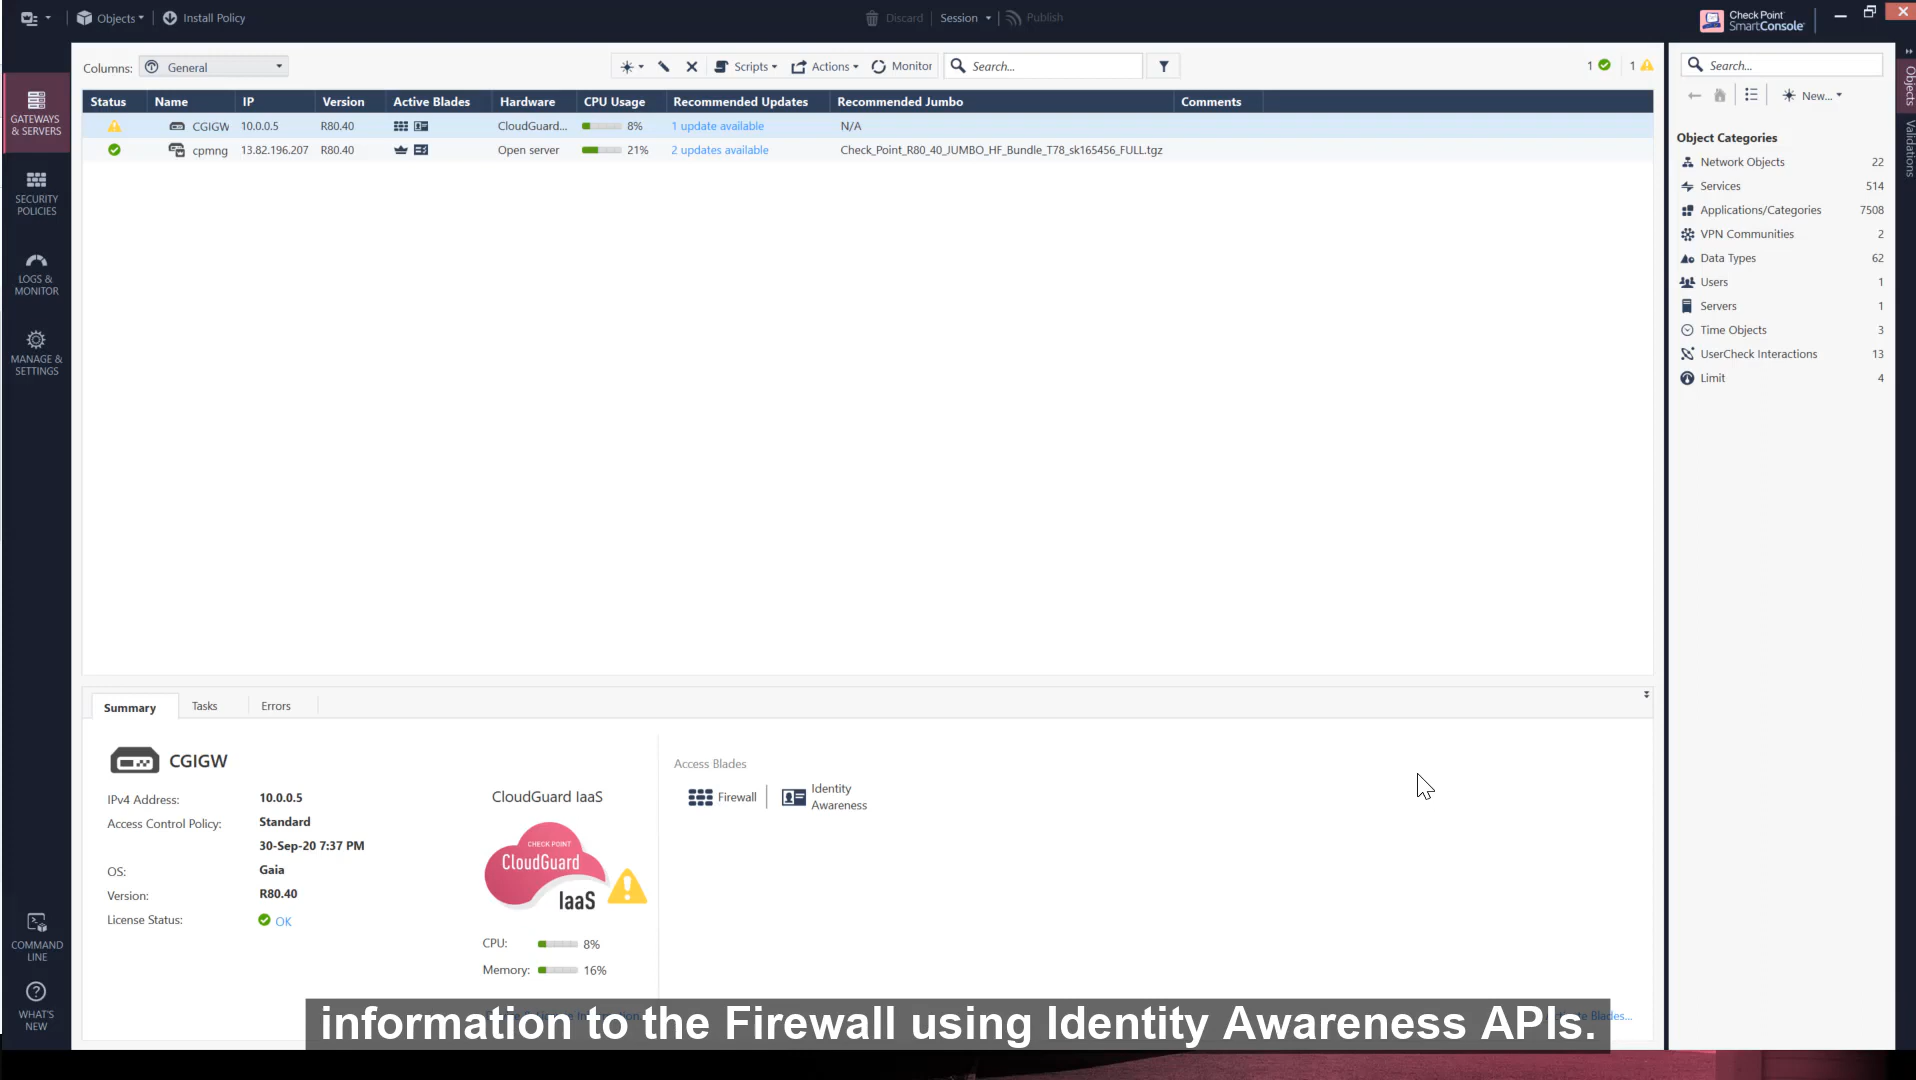 Objects
Install Policy
Discard
Session
Publish
Check Point
SmartConsole
Columns:
General
Scripts
Actions
Monitor
Search...
1
1
Status Name IP Version Active Blades Hardware CPU Usage Recommended Updates Recommended Jumbo Comments
CGIGW 10.0.0.5 R80.40 CloudGuard... 8% 1 update available N/A
cpmng 13.82.196.207 R80.40 Open server 21% 2 updates available Check_Point_R80_40_JUMBO_HF_Bundle_T78_sk165456_FULL.tgz
GATEWAYS
& SERVERS
SECURITY
POLICIES
LOGS &
MONITOR
MANAGE &
SETTINGS
COMMAND
LINE
WHAT'S
NEW
Search...
New...
Object Categories
Network Objects 22
Services 514
Applications/Categories 7508
VPN Communities 2
Data Types 62
Users 1
Servers 1
Time Objects 3
UserCheck Interactions 13
Limit 4
Objects
Validations
Summary
Tasks
Errors
CGIGW
IPv4 Address: 10.0.0.5
Access Control Policy: Standard
30-Sep-20 7:37 PM
OS: Gaia
Version: R80.40
License Status: OK
CloudGuard IaaS
CHECK POINT
CloudGuard
IaaS
CPU: 8%
Memory: 16%
Access Blades
Firewall
Identity
Awareness
Blades...
information to the Firewall using Identity Awareness APIs.